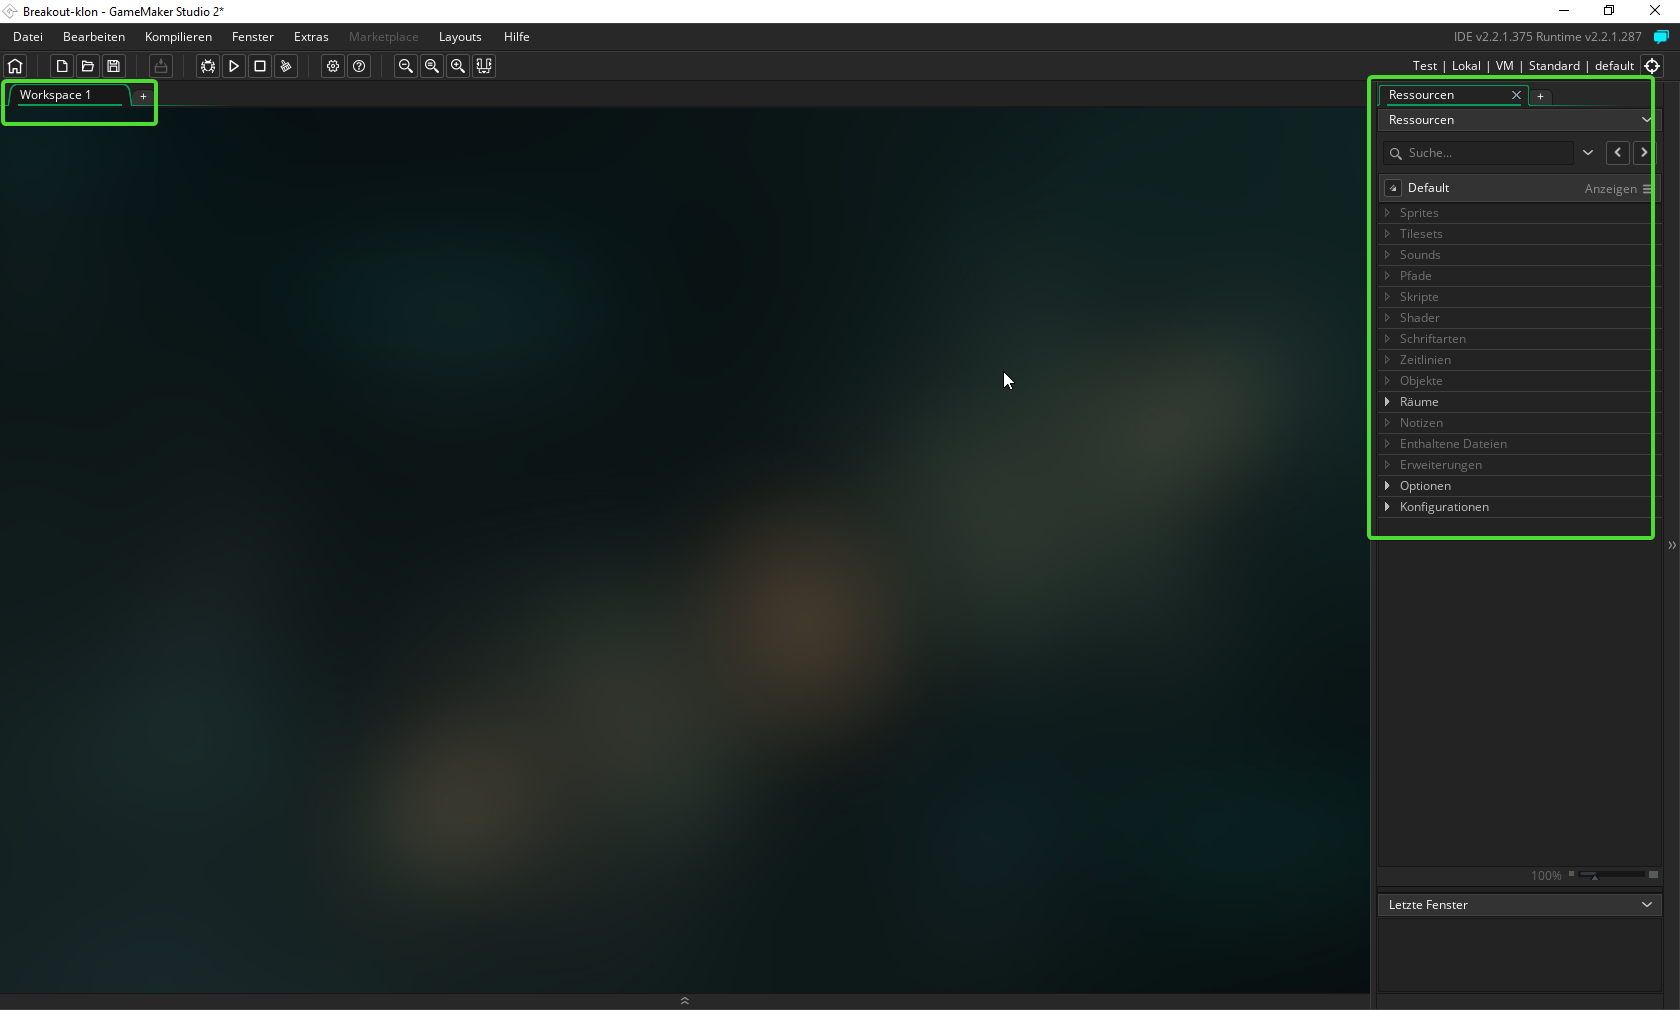 Breakout-klon - GameMaker Studio 2*
Datei Bearbeiten Kompilieren Fenster Extras Marketplace Layouts Hilfe
IDE v2.2.1.375 Runtime v2.2.1.287
Test | Lokal | VM | Standard | default
Workspace 1 +
Ressourcen +
Ressourcen
Suche...
Default Anzeigen
Sprites
Tilesets
Sounds
Pfade
Skripte
Shader
Schriftarten
Zeitlinien
Objekte
Räume
Notizen
Enthaltene Dateien
Erweiterungen
Optionen
Konfigurationen
100%
Letzte Fenster